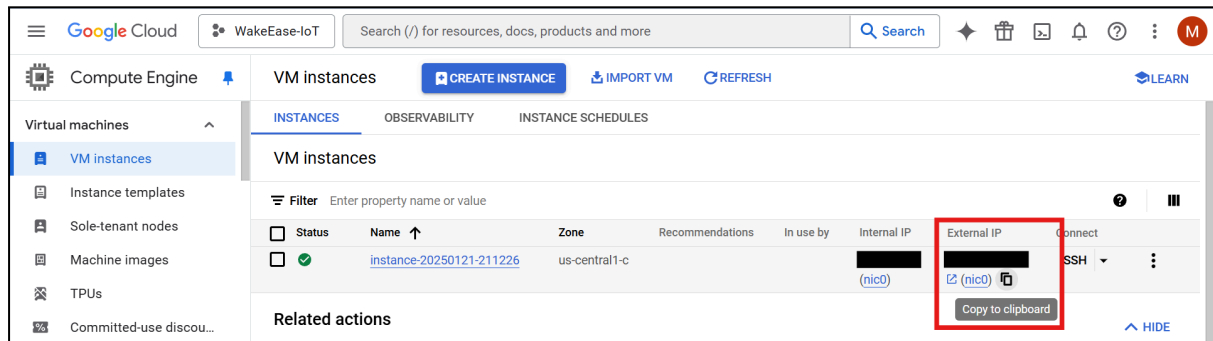 Google Cloud WakeEase-IoT Search (/) for resources, docs, products and more Search M
Compute Engine VM instances CREATE INSTANCE IMPORT VM REFRESH LEARN
Virtual machines INSTANCES OBSERVABILITY INSTANCE SCHEDULES
VM instances VM instances
Instance templates Filter Enter property name or value
Sole-tenant nodes Status Name Zone Recommendations In use by Internal IP External IP Connect
Machine images instance-20250121-211226 us-central1-c SSH
(nic0) (nic0)
TPUs
Copy to clipboard
Committed-use discou... Related actions HIDE